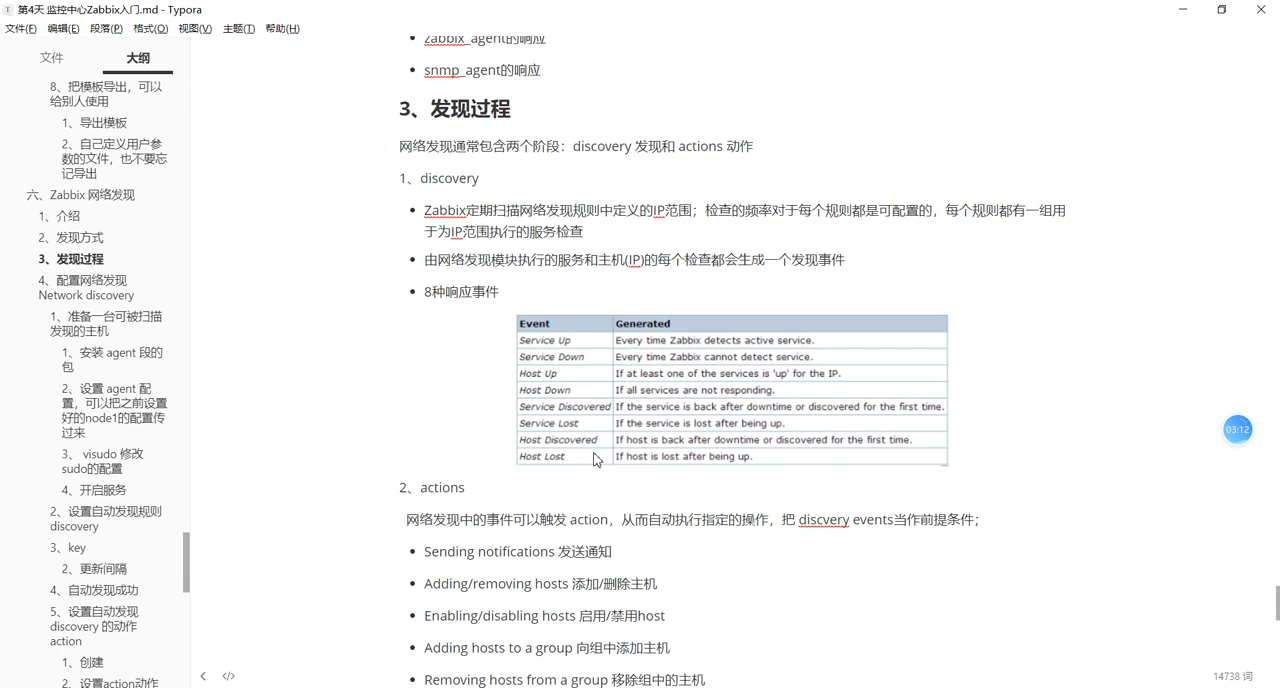 第4天 监控中心Zabbix入门.md - Typora
文件(F) 编辑(E) 段落(P) 格式(O) 视图(V) 主题(T) 帮助(H)
文件 大纲
8、把模板导出，可以
给别人使用
1、导出模板
2、自己定义用户参
数的文件，也不要忘
记导出
六、Zabbix 网络发现
1、介绍
2、发现方式
3、发现过程
4、配置网络发现
Network discovery
1、准备一台可被扫描
发现的主机
1、安装 agent 段的
包
2、设置 agent 配
置，可以把之前设置
好的node1的配置传
过来
3、 visudo 修改
sudo的配置
4、开启服务
2、设置自动发现规则
discovery
3、key
2、更新间隔
4、自动发现成功
5、设置自动发现
discovery 的动作
action
1、创建
2、设置action动作
zabbix_agent的响应
snmp_agent的响应
3、发现过程
网络发现通常包含两个阶段：discovery 发现和 actions 动作
1、discovery
Zabbix定期扫描网络发现规则中定义的IP范围；检查的频率对于每个规则都是可配置的，每个规则都有一组用
于为IP范围执行的服务检查
由网络发现模块执行的服务和主机(IP)的每个检查都会生成一个发现事件
8种响应事件
Event Generated
Service Up Every time Zabbix detects active service.
Service Down Every time Zabbix cannot detect service.
Host Up If at least one of the services is 'up' for the IP.
Host Down If all services are not responding.
Service Discovered If the service is back after downtime or discovered for the first time.
Service Lost If the service is lost after being up.
Host Discovered If host is back after downtime or discovered for the first time.
Host Lost If host is lost after being up.
2、actions
网络发现中的事件可以触发 action，从而自动执行指定的操作，把 discvery events当作前提条件；
Sending notifications 发送通知
Adding/removing hosts 添加/删除主机
Enabling/disabling hosts 启用/禁用host
Adding hosts to a group 向组中添加主机
Removing hosts from a group 移除组中的主机
03:12
14738 词